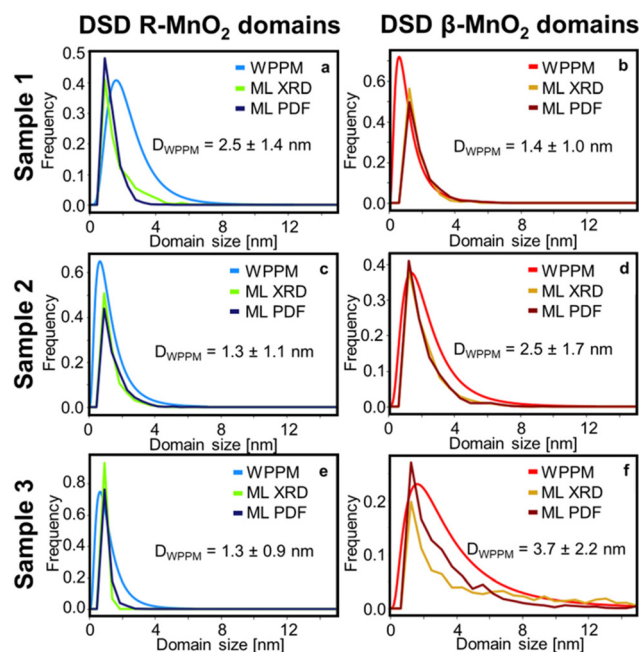 DSD R-MnO₂ domains
DSD β-MnO₂ domains
Sample 1
Frequency
0.5
0.4
0.3
0.2
0.1
0.0
a
WPPM
ML XRD
ML PDF
D_WPPM = 2.5 ± 1.4 nm
0
4
8
12
Domain size [nm]
Frequency
0.6
0.4
0.2
0.0
b
WPPM
ML XRD
ML PDF
D_WPPM = 1.4 ± 1.0 nm
0
4
8
12
Domain size [nm]
Sample 2
Frequency
0.6
0.4
0.2
0.0
c
WPPM
ML XRD
ML PDF
D_WPPM = 1.3 ± 1.1 nm
0
4
8
12
Domain size [nm]
Frequency
0.4
0.3
0.2
0.1
0.0
d
WPPM
ML XRD
ML PDF
D_WPPM = 2.5 ± 1.7 nm
0
4
8
12
Domain size [nm]
Sample 3
Frequency
0.8
0.6
0.4
0.2
0.0
e
WPPM
ML XRD
ML PDF
D_WPPM = 1.3 ± 0.9 nm
0
4
8
12
Domain size [nm]
Frequency
0.2
0.1
0.0
f
WPPM
ML XRD
ML PDF
D_WPPM = 3.7 ± 2.2 nm
0
4
8
12
Domain size [nm]